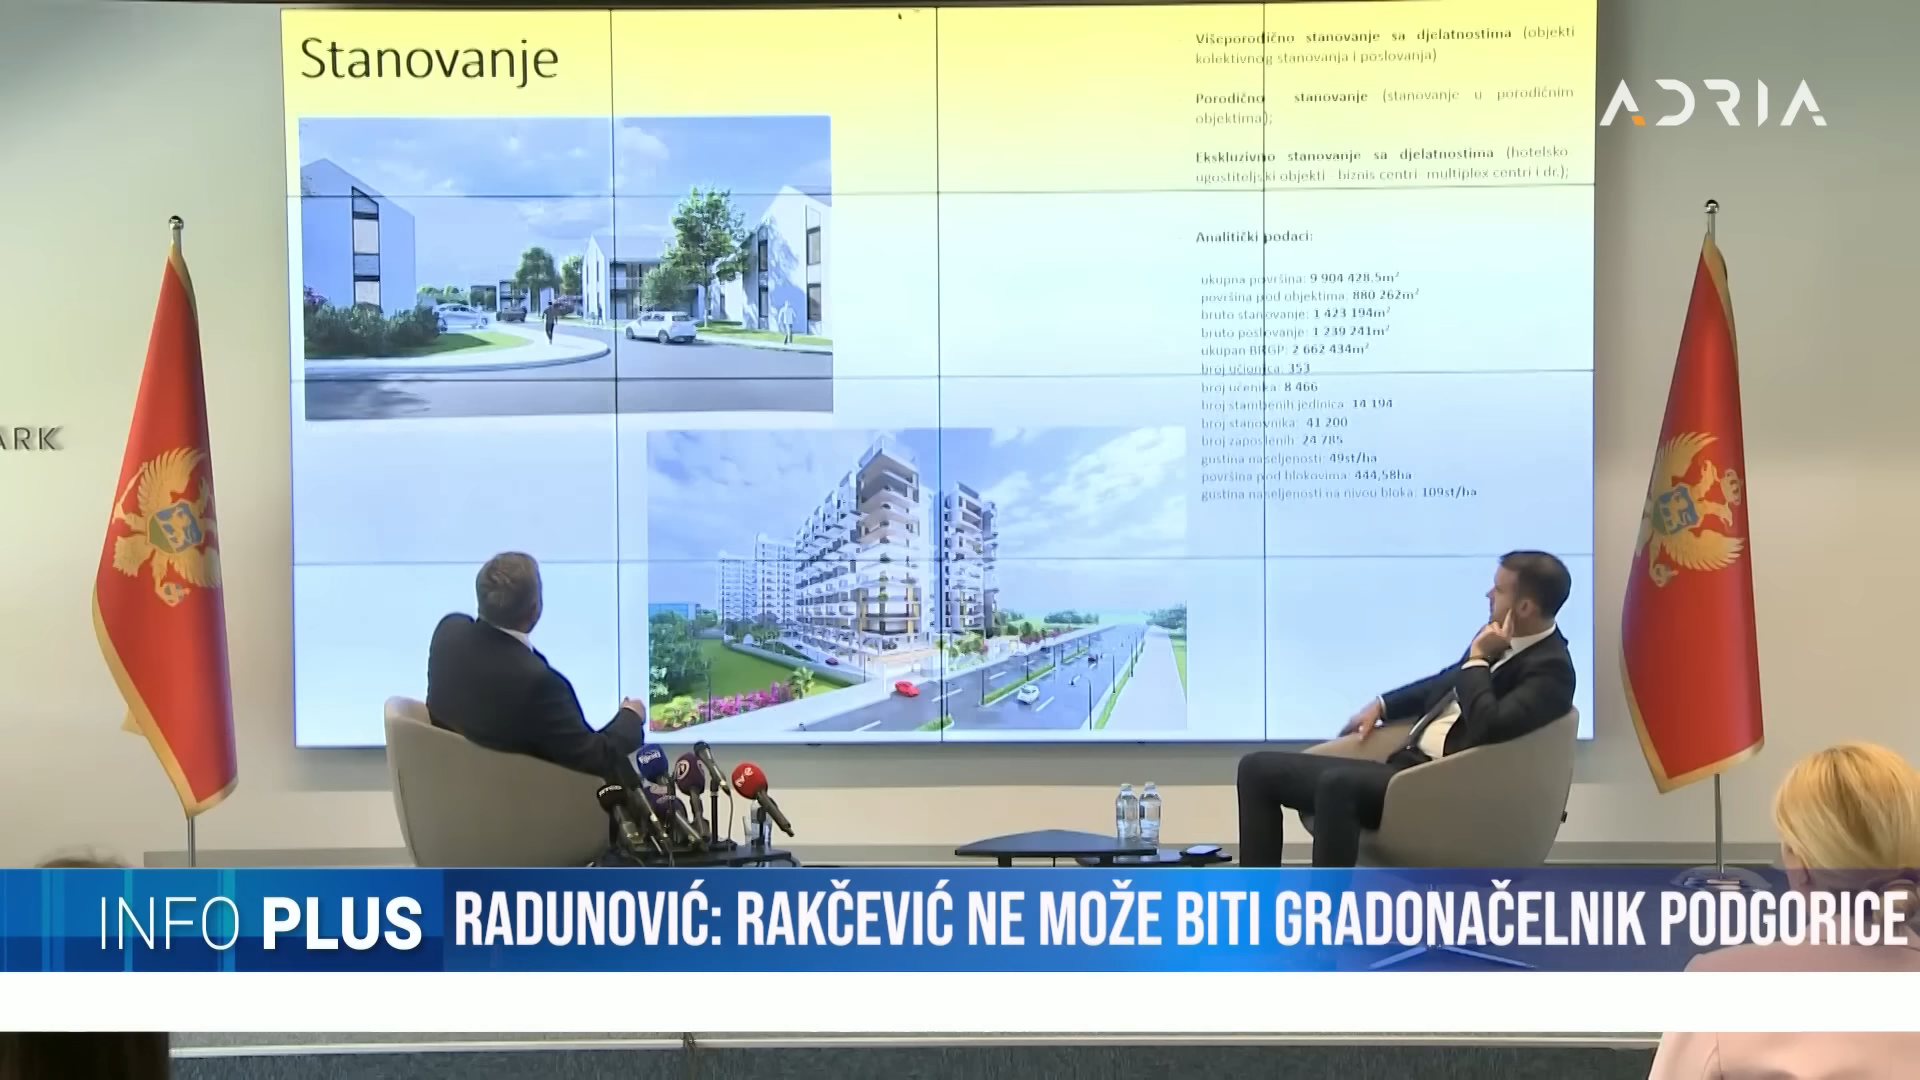 Stanovanje
Višeporodično stanovanje sa djelatnostima (objekti
kolektivnog stanovanja i poslovanja)
Porodično stanovanje (stanovanje u porodičnim
objektima);
Ekskluzivno stanovanje sa djelatnostima (hotelsko
ugostiteljski objekti - biznis centri multiplex centri i dr.);
ADRIA
Analitički podaci:
ukupna površina: 9 904 428.5m²
površina pod objektima: 880 262m²
bruto stanovanje: 1 423 194m²
bruto poslovanje: 1 239 241m²
ukupan BRGP: 2 662 434m²
broj učionica: 353
broj učenika: 8 466
broj stambenih jedinica: 14 194
broj stanovnika: 41 200
broj zaposlenih: 24 785
gustina naseljenosti: 49st/ha
površina pod blokovima: 444,58ha
gustina naseljenosti na nivou bloka: 109st/ha
ARK
INFO PLUS
RADUNOVIĆ: RAKČEVIĆ NE MOŽE BITI GRADONAČELNIK PODGORICE